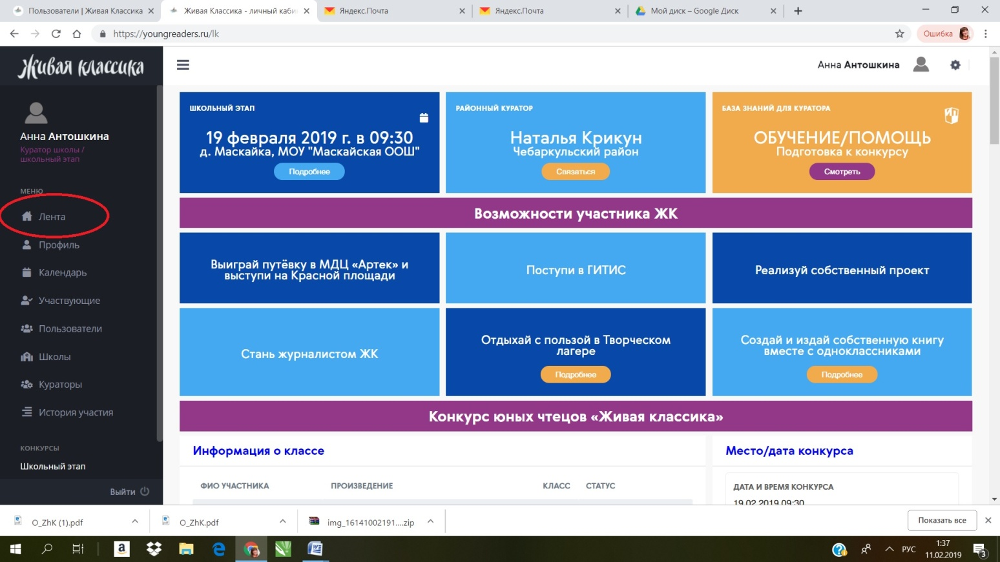 Пользователи | Живая Классика
Живая Классика - личный каби
Яндекс.Почта
Яндекс.Почта
Мой диск – Google Диск
https://youngreaders.ru/lk
Ошибка
Живая классика
Анна Антошкина
Анна Антошкина
Куратор школы /
школьный этап
МЕНЮ
Лента
Профиль
Календарь
Участвующие
Пользователи
Школы
Кураторы
История участия
КОНКУРСЫ
Школьный этап
Выйти
ШКОЛЬНЫЙ ЭТАП
19 февраля 2019 г. в 09:30
д. Маскайка, МОУ "Маскайская ООШ"
Подробнее
РАЙОННЫЙ КУРАТОР
Наталья Крикун
Чебаркульский район
Связаться
БАЗА ЗНАНИЙ ДЛЯ КУРАТОРА
ОБУЧЕНИЕ/ПОМОЩЬ
Подготовка к конкурсу
Смотреть
Возможности участника ЖК
Выиграй путёвку в МДЦ «Артек» и
выступи на Красной площади
Поступи в ГИТИС
Реализуй собственный проект
Стань журналистом ЖК
Отдыхай с пользой в Творческом
лагере
Подробнее
Создай и издай собственную книгу
вместе с одноклассниками
Подробнее
Конкурс юных чтецов «Живая классика»
Информация о классе
ФИО УЧАСТНИКА ПРОИЗВЕДЕНИЕ КЛАСС СТАТУС
Место/дата конкурса
ДАТА И ВРЕМЯ КОНКУРСА
19.02.2019 09:30
O_ZhK (1).pdf
O_ZhK.pdf
img_16141002191....zip
Показать все
РУС
1:37
11.02.2019
3